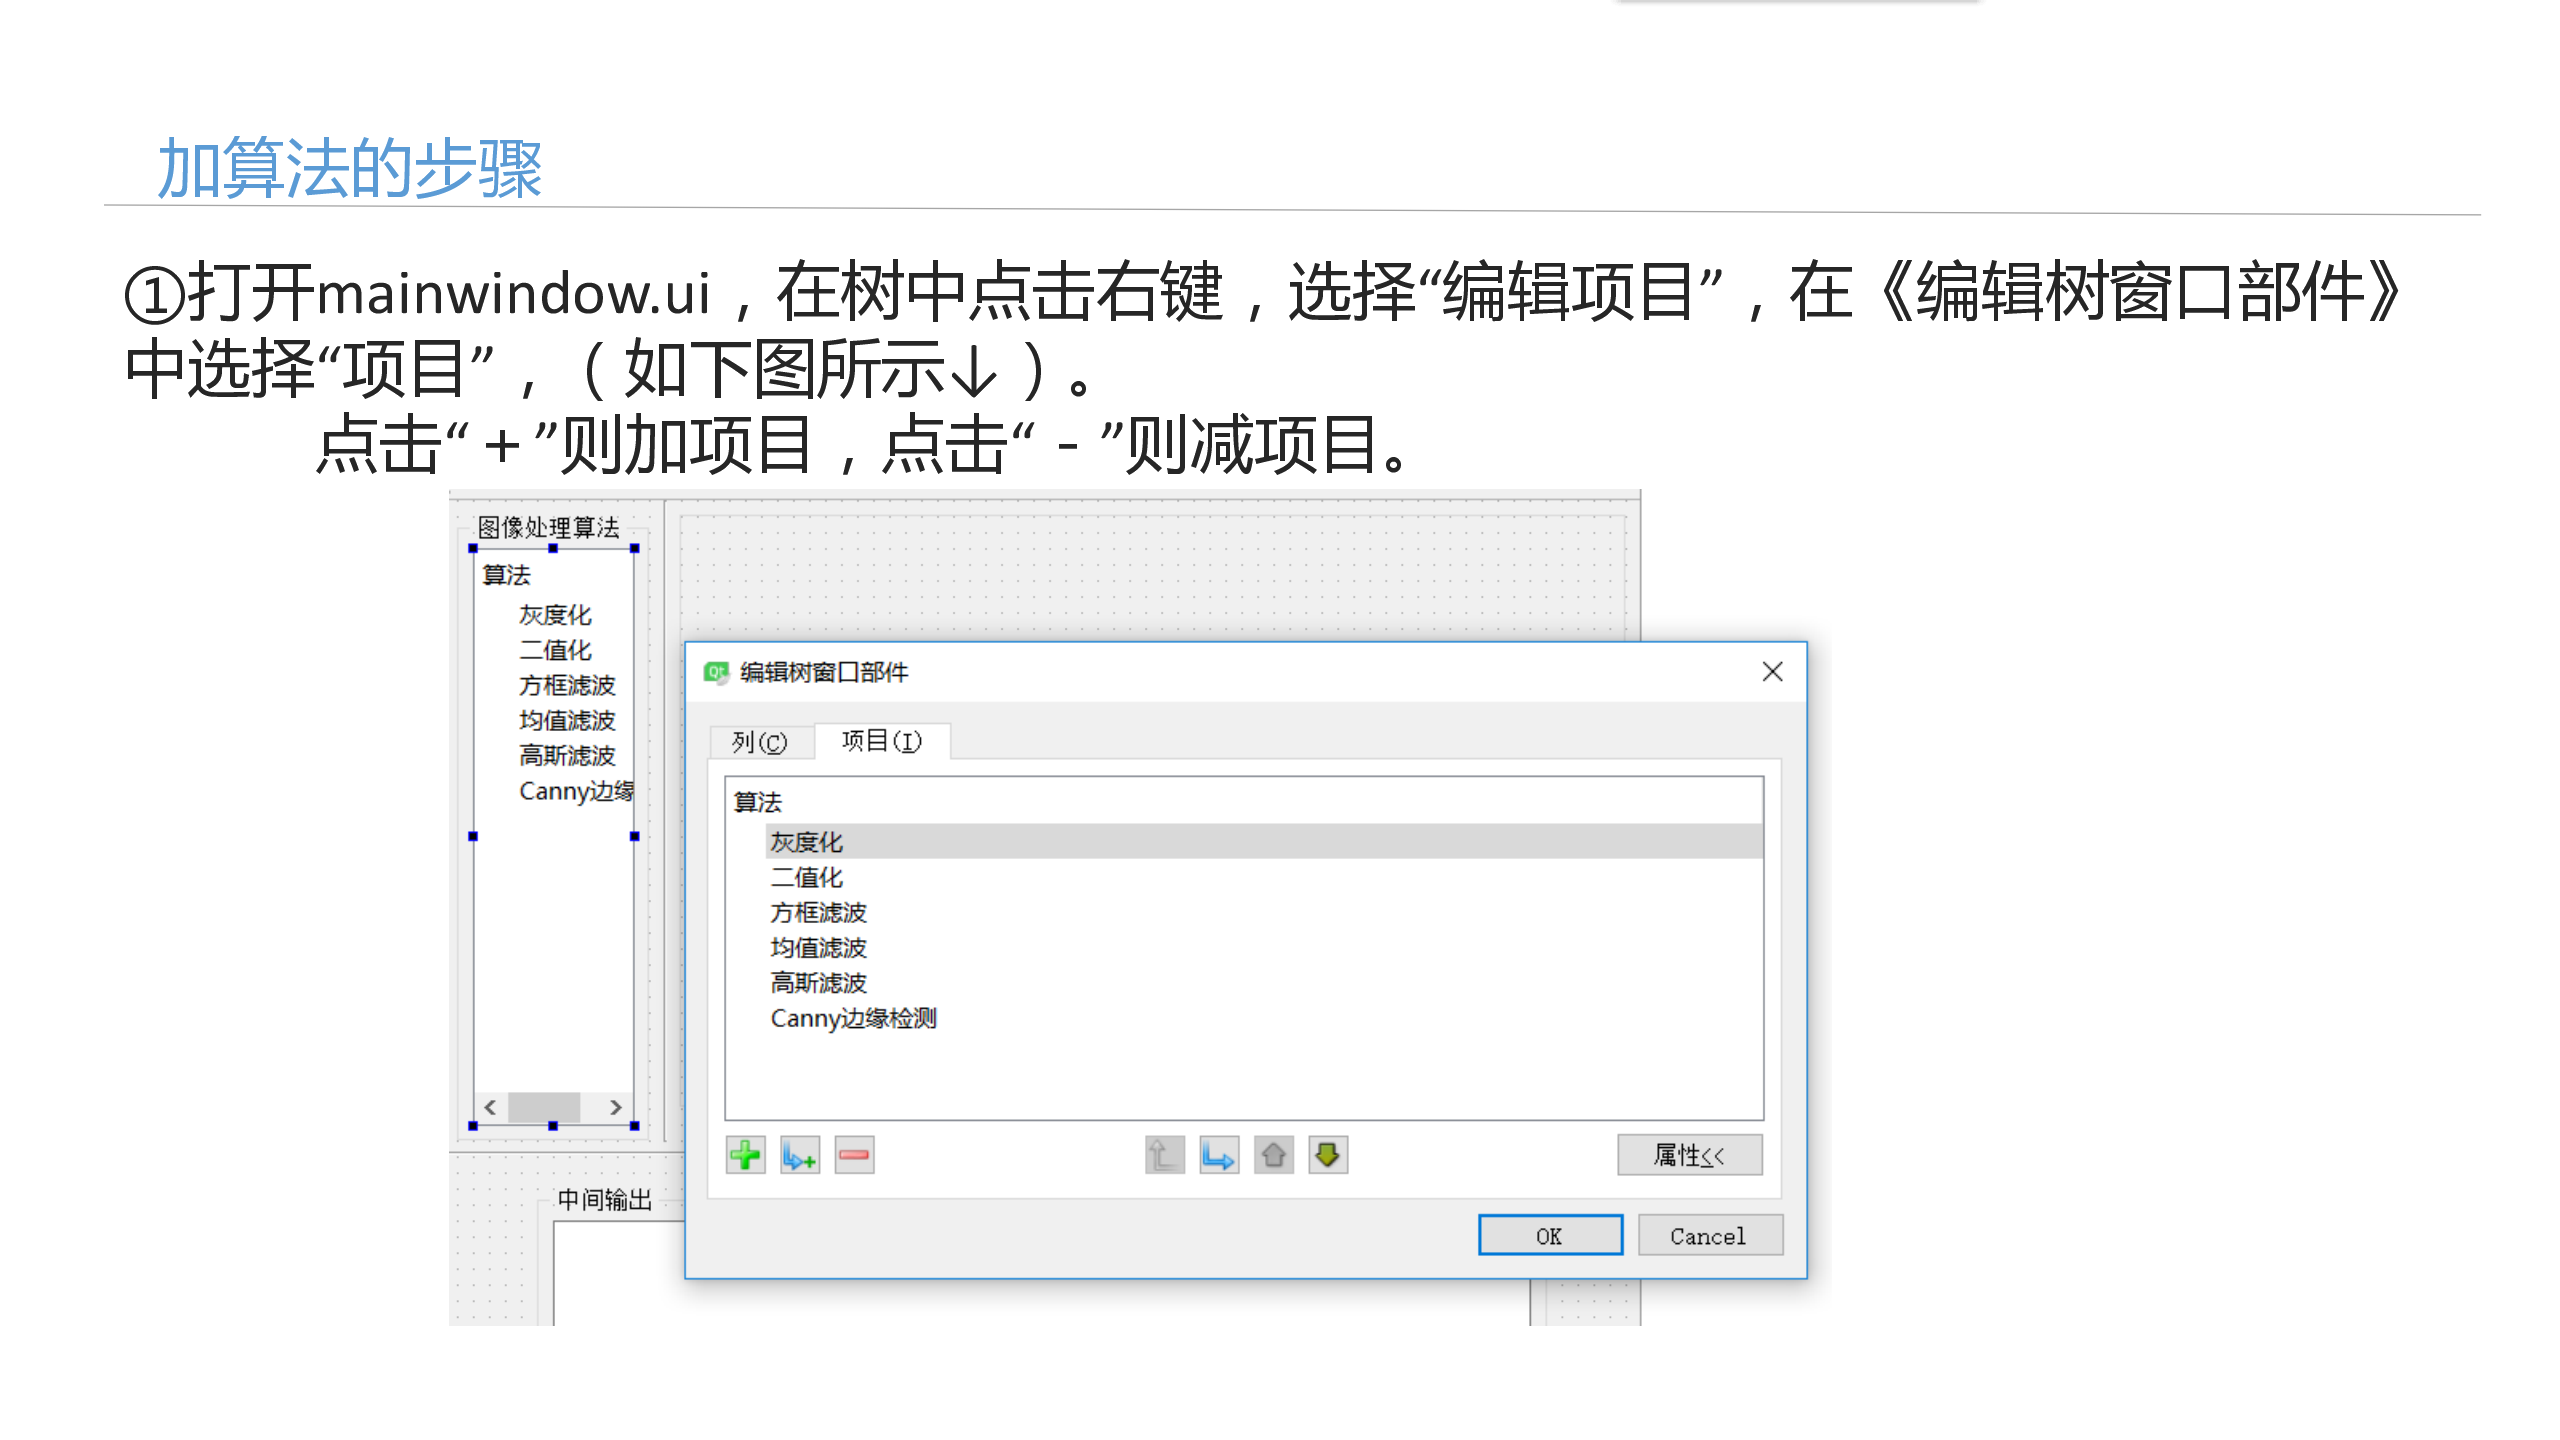 加算法的步骤
①打开mainwindow.ui，在树中点击右键，选择“编辑项目”，在《编辑树窗口部件》
中选择“项目”，（如下图所示↓）。
点击“＋”则加项目，点击“－”则减项目。
图像处理算法
算法
灰度化
二值化
方框滤波
均值滤波
高斯滤波
Canny边缘
中间输出
编辑树窗口部件
列(C) 项目(I)
算法
灰度化
二值化
方框滤波
均值滤波
高斯滤波
Canny边缘检测
属性<<
OK Cancel